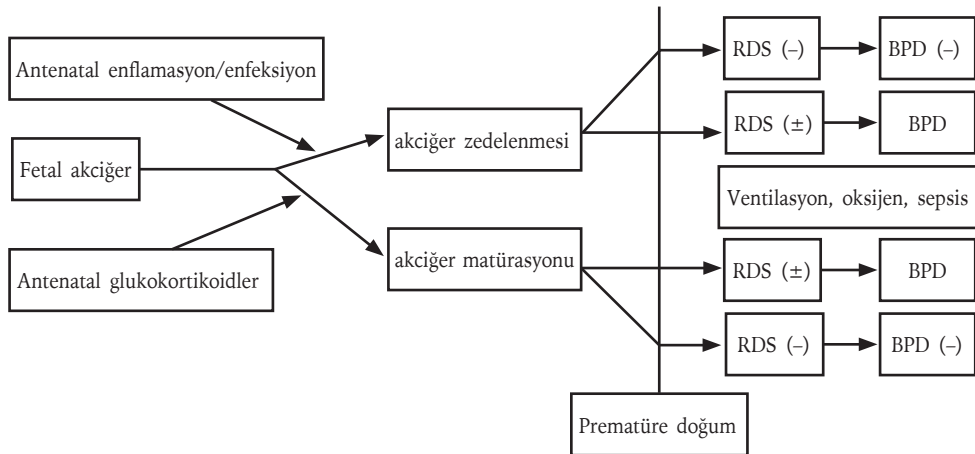 Antenatal enflamasyon/enfeksiyon
Fetal akciğer
Antenatal glukokortikoidler
akciğer zedelenmesi
akciğer matürasyonu
RDS (–)
BPD (–)
RDS (±)
BPD
Ventilasyon, oksijen, sepsis
RDS (±)
BPD
RDS (–)
BPD (–)
Prematüre doğum